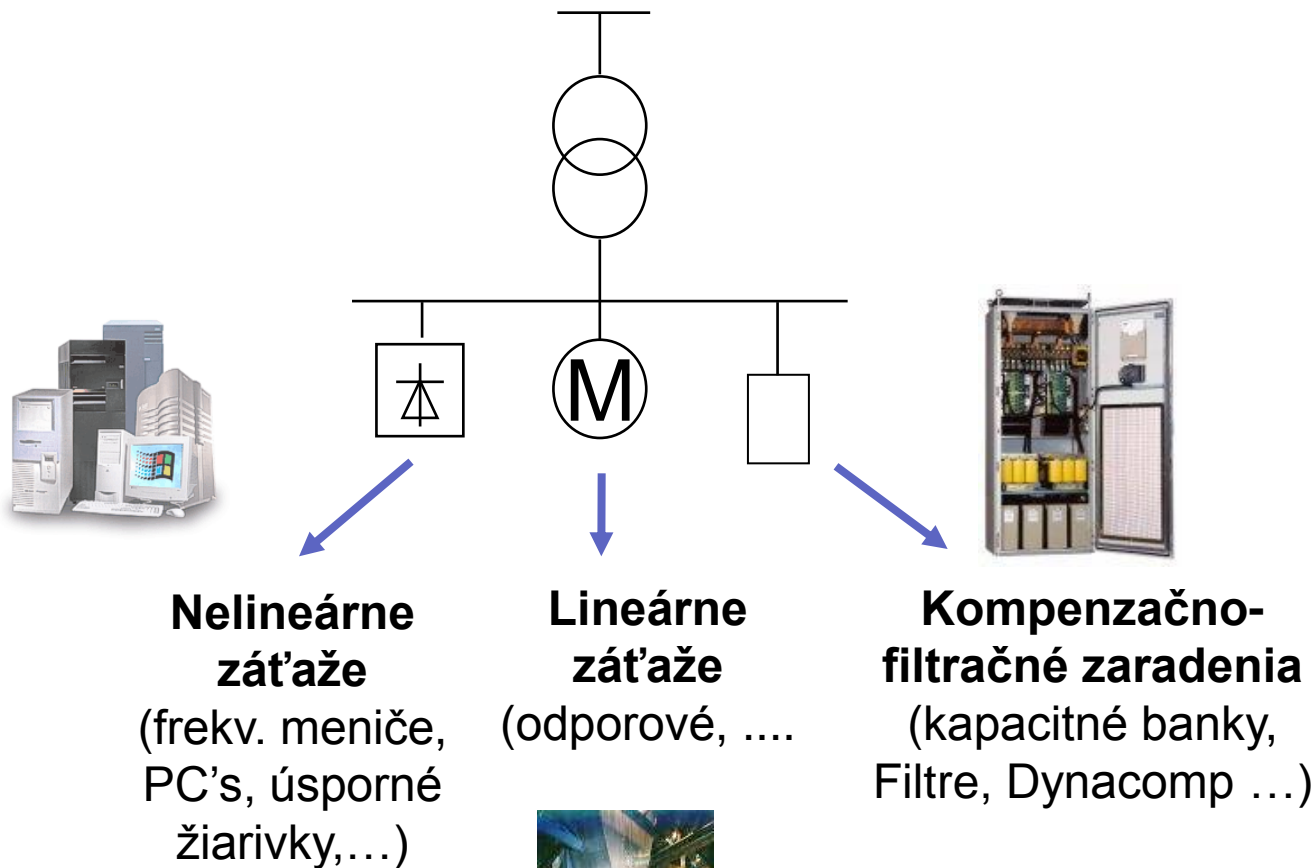 M
Nelineárne
záťaže
(frekv. meniče,
PC’s, úsporné
žiarivky,…)
Lineárne
záťaže
(odporové, ....
Kompenzačno-
filtračné zaradenia
(kapacitné banky,
Filtre, Dynacomp …)